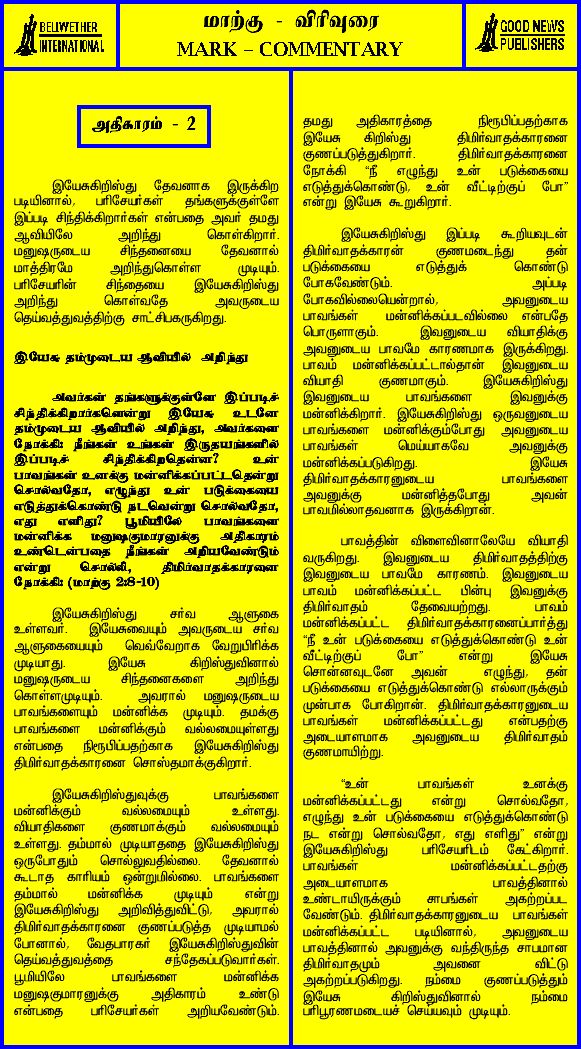 BELLWETHER
INTERNATIONAL
மாற்கு - விரிவுரை
MARK – COMMENTARY
GOOD NEWS
PUBLISHERS
அதிகாரம் - 2
இயேசுகிறிஸ்து தேவனாக இருக்கிற
படியினால், பரிசேயர்கள் தங்களுக்குள்ளே
இப்படி சிந்திக்கிறார்கள் என்பதை அவர் தமது
ஆவியிலே அறிந்து கொள்கிறார்.
மனுஷருடைய சிந்தனையை தேவனால்
மாத்திரமே அறிந்துகொள்ள முடியும்.
பரிசேயரின் சிந்தையை இயேசுகிறிஸ்து
அறிந்து கொள்வதே அவருடைய
தெய்வத்துவத்திற்கு சாட்சிபகருகிறது.
இயேசு தம்முடைய ஆவியில் அறிந்து
அவர்கள் தங்களுக்குள்ளே இப்படிச்
சிந்திக்கிறார்களென்று இயேசு உடனே
தம்முடைய ஆவியில் அறிந்து, அவர்களை
நோக்கி: நீங்கள் உங்கள் இருதயங்களில்
இப்படிச் சிந்திக்கிறதென்ன? உன்
பாவங்கள் உனக்கு மன்னிக்கப்பட்டதென்று
சொல்வதோ, எழுந்து உன் படுக்கையை
எடுத்துக்கொண்டு நடவென்று சொல்வதோ,
எது எளிது? பூமியிலே பாவங்களை
மன்னிக்க மனுஷகுமாரனுக்கு அதிகாரம்
உண்டென்பதை நீங்கள் அறியவேண்டும்
என்று சொல்லி, திமிர்வாதக்காரனை
நோக்கி: (மாற்கு 2:8-10)
இயேசுகிறிஸ்து சர்வ ஆளுகை
உள்ளவர். இயேசுவையும் அவருடைய சர்வ
ஆளுகையையும் வெவ்வேறாக வேறுபிரிக்க
முடியாது. இயேசு கிறிஸ்துவினால்
மனுஷருடைய சிந்தனைகளை அறிந்து
கொள்ளமுடியும். அவரால் மனுஷருடைய
பாவங்களையும் மன்னிக்க முடியும். தமக்கு
பாவங்களை மன்னிக்கும் வல்லமையுள்ளது
என்பதை நிரூபிப்பதற்காக இயேசுகிறிஸ்து
திமிர்வாதக்காரனை சொஸ்தமாக்குகிறார்.
இயேசுகிறிஸ்துவுக்கு பாவங்களை
மன்னிக்கும் வல்லமையும் உள்ளது.
வியாதிகளை குணமாக்கும் வல்லமையும்
உள்ளது. தம்மால் முடியாததை இயேசுகிறிஸ்து
ஒருபோதும் சொல்லுவதில்லை. தேவனால்
கூடாத காரியம் ஒன்றுமில்லை. பாவங்களை
தம்மால் மன்னிக்க முடியும் என்று
இயேசுகிறிஸ்து அறிவித்துவிட்டு, அவரால்
திமிர்வாதக்காரனை குணப்படுத்த முடியாமல்
போனால், வேதபாரகர் இயேசுகிறிஸ்துவின்
தெய்வத்துவத்தை சந்தேகப்படுவார்கள்.
பூமியிலே பாவங்களை மன்னிக்க
மனுஷகுமாரனுக்கு அதிகாரம் உண்டு
என்பதை பரிசேயர்கள் அறியவேண்டும்.
தமது அதிகாரத்தை நிரூபிப்பதற்காக
இயேசு கிறிஸ்து திமிர்வாதக்காரனை
குணப்படுத்துகிறார். திமிர்வாதக்காரனை
நோக்கி “நீ எழுந்து உன் படுக்கையை
எடுத்துக்கொண்டு, உன் வீட்டிற்குப் போ”
என்று இயேசு கூறுகிறார்.
இயேசுகிறிஸ்து இப்படி கூறியவுடன்
திமிர்வாதக்காரன் குணமடைந்து தன்
படுக்கையை எடுத்துக் கொண்டு
போகவேண்டும். அப்படி
போகவில்லையென்றால், அவனுடைய
பாவங்கள் மன்னிக்கப்படவில்லை என்பதே
பொருளாகும். இவனுடைய வியாதிக்கு
அவனுடைய பாவமே காரணமாக இருக்கிறது.
பாவம் மன்னிக்கப்பட்டால்தான் இவனுடைய
வியாதி குணமாகும். இயேசுகிறிஸ்து
இவனுடைய பாவங்களை இவனுக்கு
மன்னிக்கிறார். இயேசுகிறிஸ்து ஒருவனுடைய
பாவங்களை மன்னிக்கும்போது அவனுடைய
பாவங்கள் மெய்யாகவே அவனுக்கு
மன்னிக்கப்படுகிறது. இயேசு
திமிர்வாதக்காரனுடைய பாவங்களை
அவனுக்கு மன்னித்தபோது அவன்
பாவமில்லாதவனாக இருக்கிறான்.
பாவத்தின் விளைவினாலேயே வியாதி
வருகிறது. இவனுடைய திமிர்வாதத்திற்கு
இவனுடைய பாவமே காரணம். இவனுடைய
பாவம் மன்னிக்கப்பட்ட பின்பு இவனுக்கு
திமிர்வாதம் தேவையற்றது. பாவம்
மன்னிக்கப்பட்ட திமிர்வாதக்காரனைப்பார்த்து
“நீ உன் படுக்கையை எடுத்துக்கொண்டு உன்
வீட்டிற்குப் போ” என்று இயேசு
சொன்னவுடனே அவன் எழுந்து, தன்
படுக்கையை எடுத்துக்கொண்டு எல்லாருக்கும்
முன்பாக போகிறான். திமிர்வாதக்காரனுடைய
பாவங்கள் மன்னிக்கப்பட்டது என்பதற்கு
அடையாளமாக அவனுடைய திமிர்வாதம்
குணமாயிற்று.
“உன் பாவங்கள் உனக்கு
மன்னிக்கப்பட்டது என்று சொல்வதோ,
எழுந்து உன் படுக்கையை எடுத்துக்கொண்டு
நட என்று சொல்வதோ, எது எளிது” என்று
இயேசுகிறிஸ்து பரிசேயரிடம் கேட்கிறார்.
பாவங்கள் மன்னிக்கப்பட்டதற்கு
அடையாளமாக பாவத்தினால்
உண்டாயிருக்கும் சாபங்கள் அகற்றப்பட
வேண்டும். திமிர்வாதக்காரனுடைய பாவங்கள்
மன்னிக்கப்பட்ட படியினால், அவனுடைய
பாவத்தினால் அவனுக்கு வந்திருந்த சாபமான
திமிர்வாதமும் அவனை விட்டு
அகற்றப்படுகிறது. நம்மை குணப்படுத்தும்
இயேசு கிறிஸ்துவினால் நம்மை
பரிபூரணமடையச் செய்யவும் முடியும்.